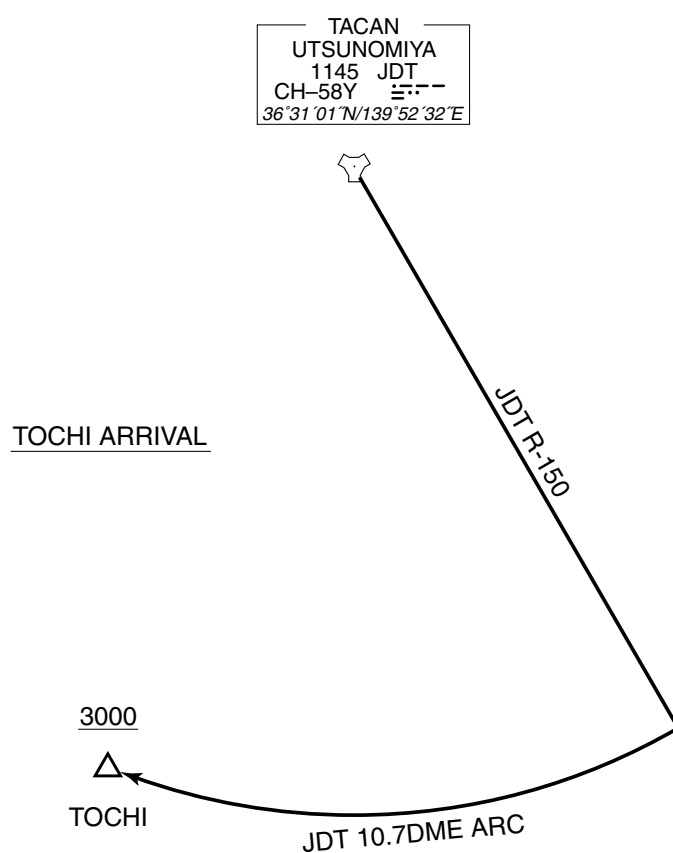 TACAN
UTSUNOMIYA
1145 JDT
CH–58Y
36°31´01˝N/139°52´32˝E
JDT R-150
TOCHI ARRIVAL
3000
TOCHI
JDT 10.7DME ARC